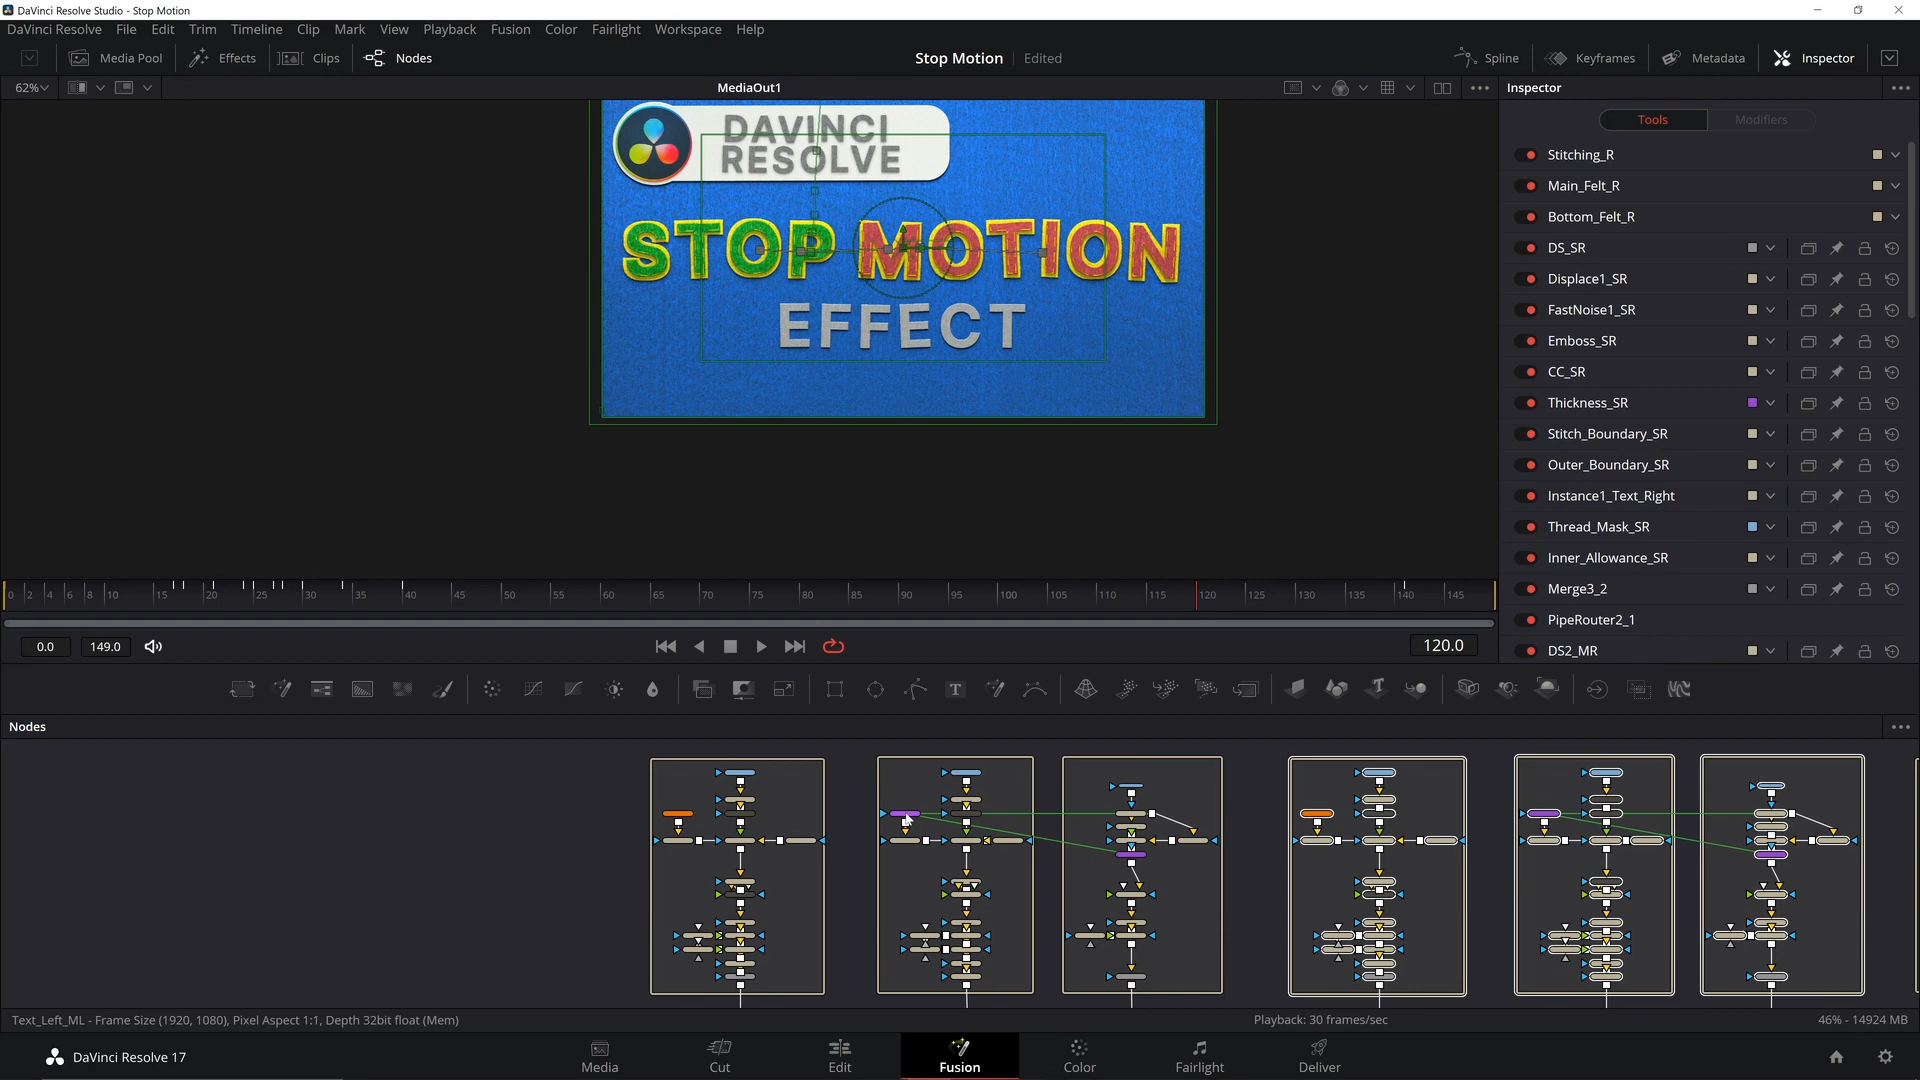 DaVinci Resolve Studio - Stop Motion
DaVinci Resolve File Edit Trim Timeline Clip Mark View Playback Fusion Color Fairlight Workspace Help
Media Pool Effects Clips Nodes Stop Motion Edited Spline Keyframes Metadata Inspector
62% MediaOut1 Inspector
Tools Modifiers
DAVINCI
RESOLVE
STOP MOTION
EFFECT
Stitching_R
Main_Felt_R
Bottom_Felt_R
DS_SR
Displace1_SR
FastNoise1_SR
Emboss_SR
CC_SR
Thickness_SR
Stitch_Boundary_SR
Outer_Boundary_SR
Instance1_Text_Right
Thread_Mask_SR
Inner_Allowance_SR
Merge3_2
PipeRouter2_1
DS2_MR
0 2 4 6 8 10 15 20 25 30 35 40 45 50 55 60 65 70 75 80 85 90 95 100 105 110 115 120 125 130 135 140 145
0.0 149.0 120.0
Nodes
Text_Left_ML - Frame Size (1920, 1080), Pixel Aspect 1:1, Depth 32bit float (Mem) Playback: 30 frames/sec 46% - 14924 MB
DaVinci Resolve 17 Media Cut Edit Fusion Color Fairlight Deliver